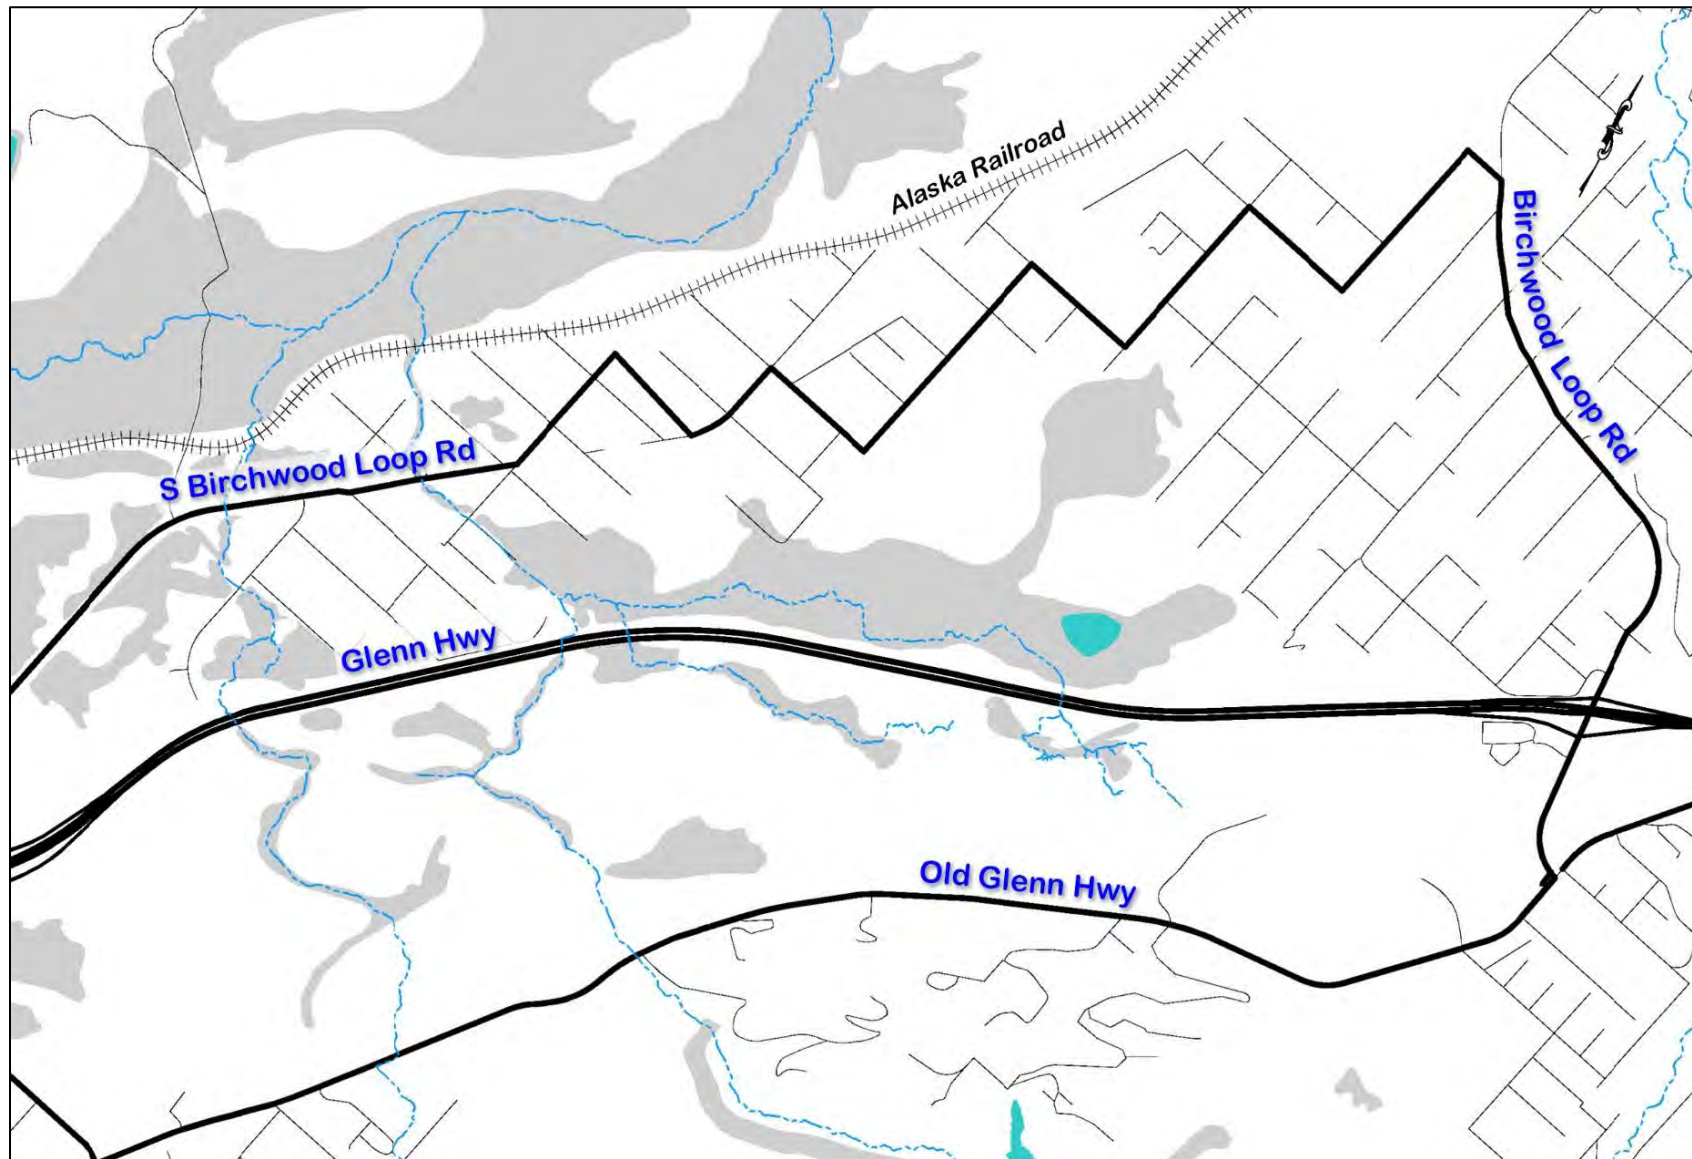 Alaska Railroad
Birchwood Loop Rd
S Birchwood Loop Rd
Glenn Hwy
Old Glenn Hwy